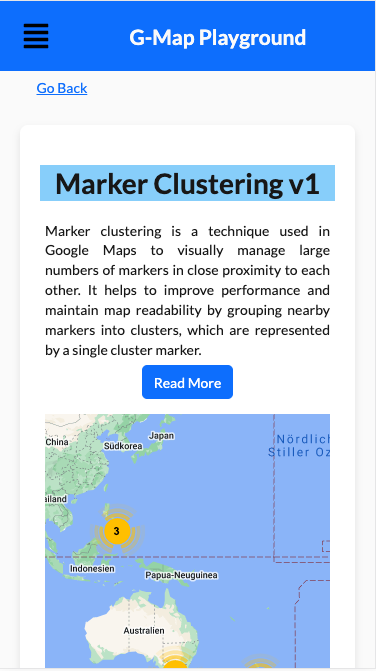 G-Map Playground
Go Back
Marker Clustering v1
Marker clustering is a technique used in
Google Maps to visually manage large
numbers of markers in close proximity to each
other. It helps to improve performance and
maintain map readability by grouping nearby
markers into clusters, which are represented
by a single cluster marker.
Read More
Nördlich
Stiller Oz
Japan
China
Südkorea
ailand
3
Indonesien
Papua-Neuguinea
Australien